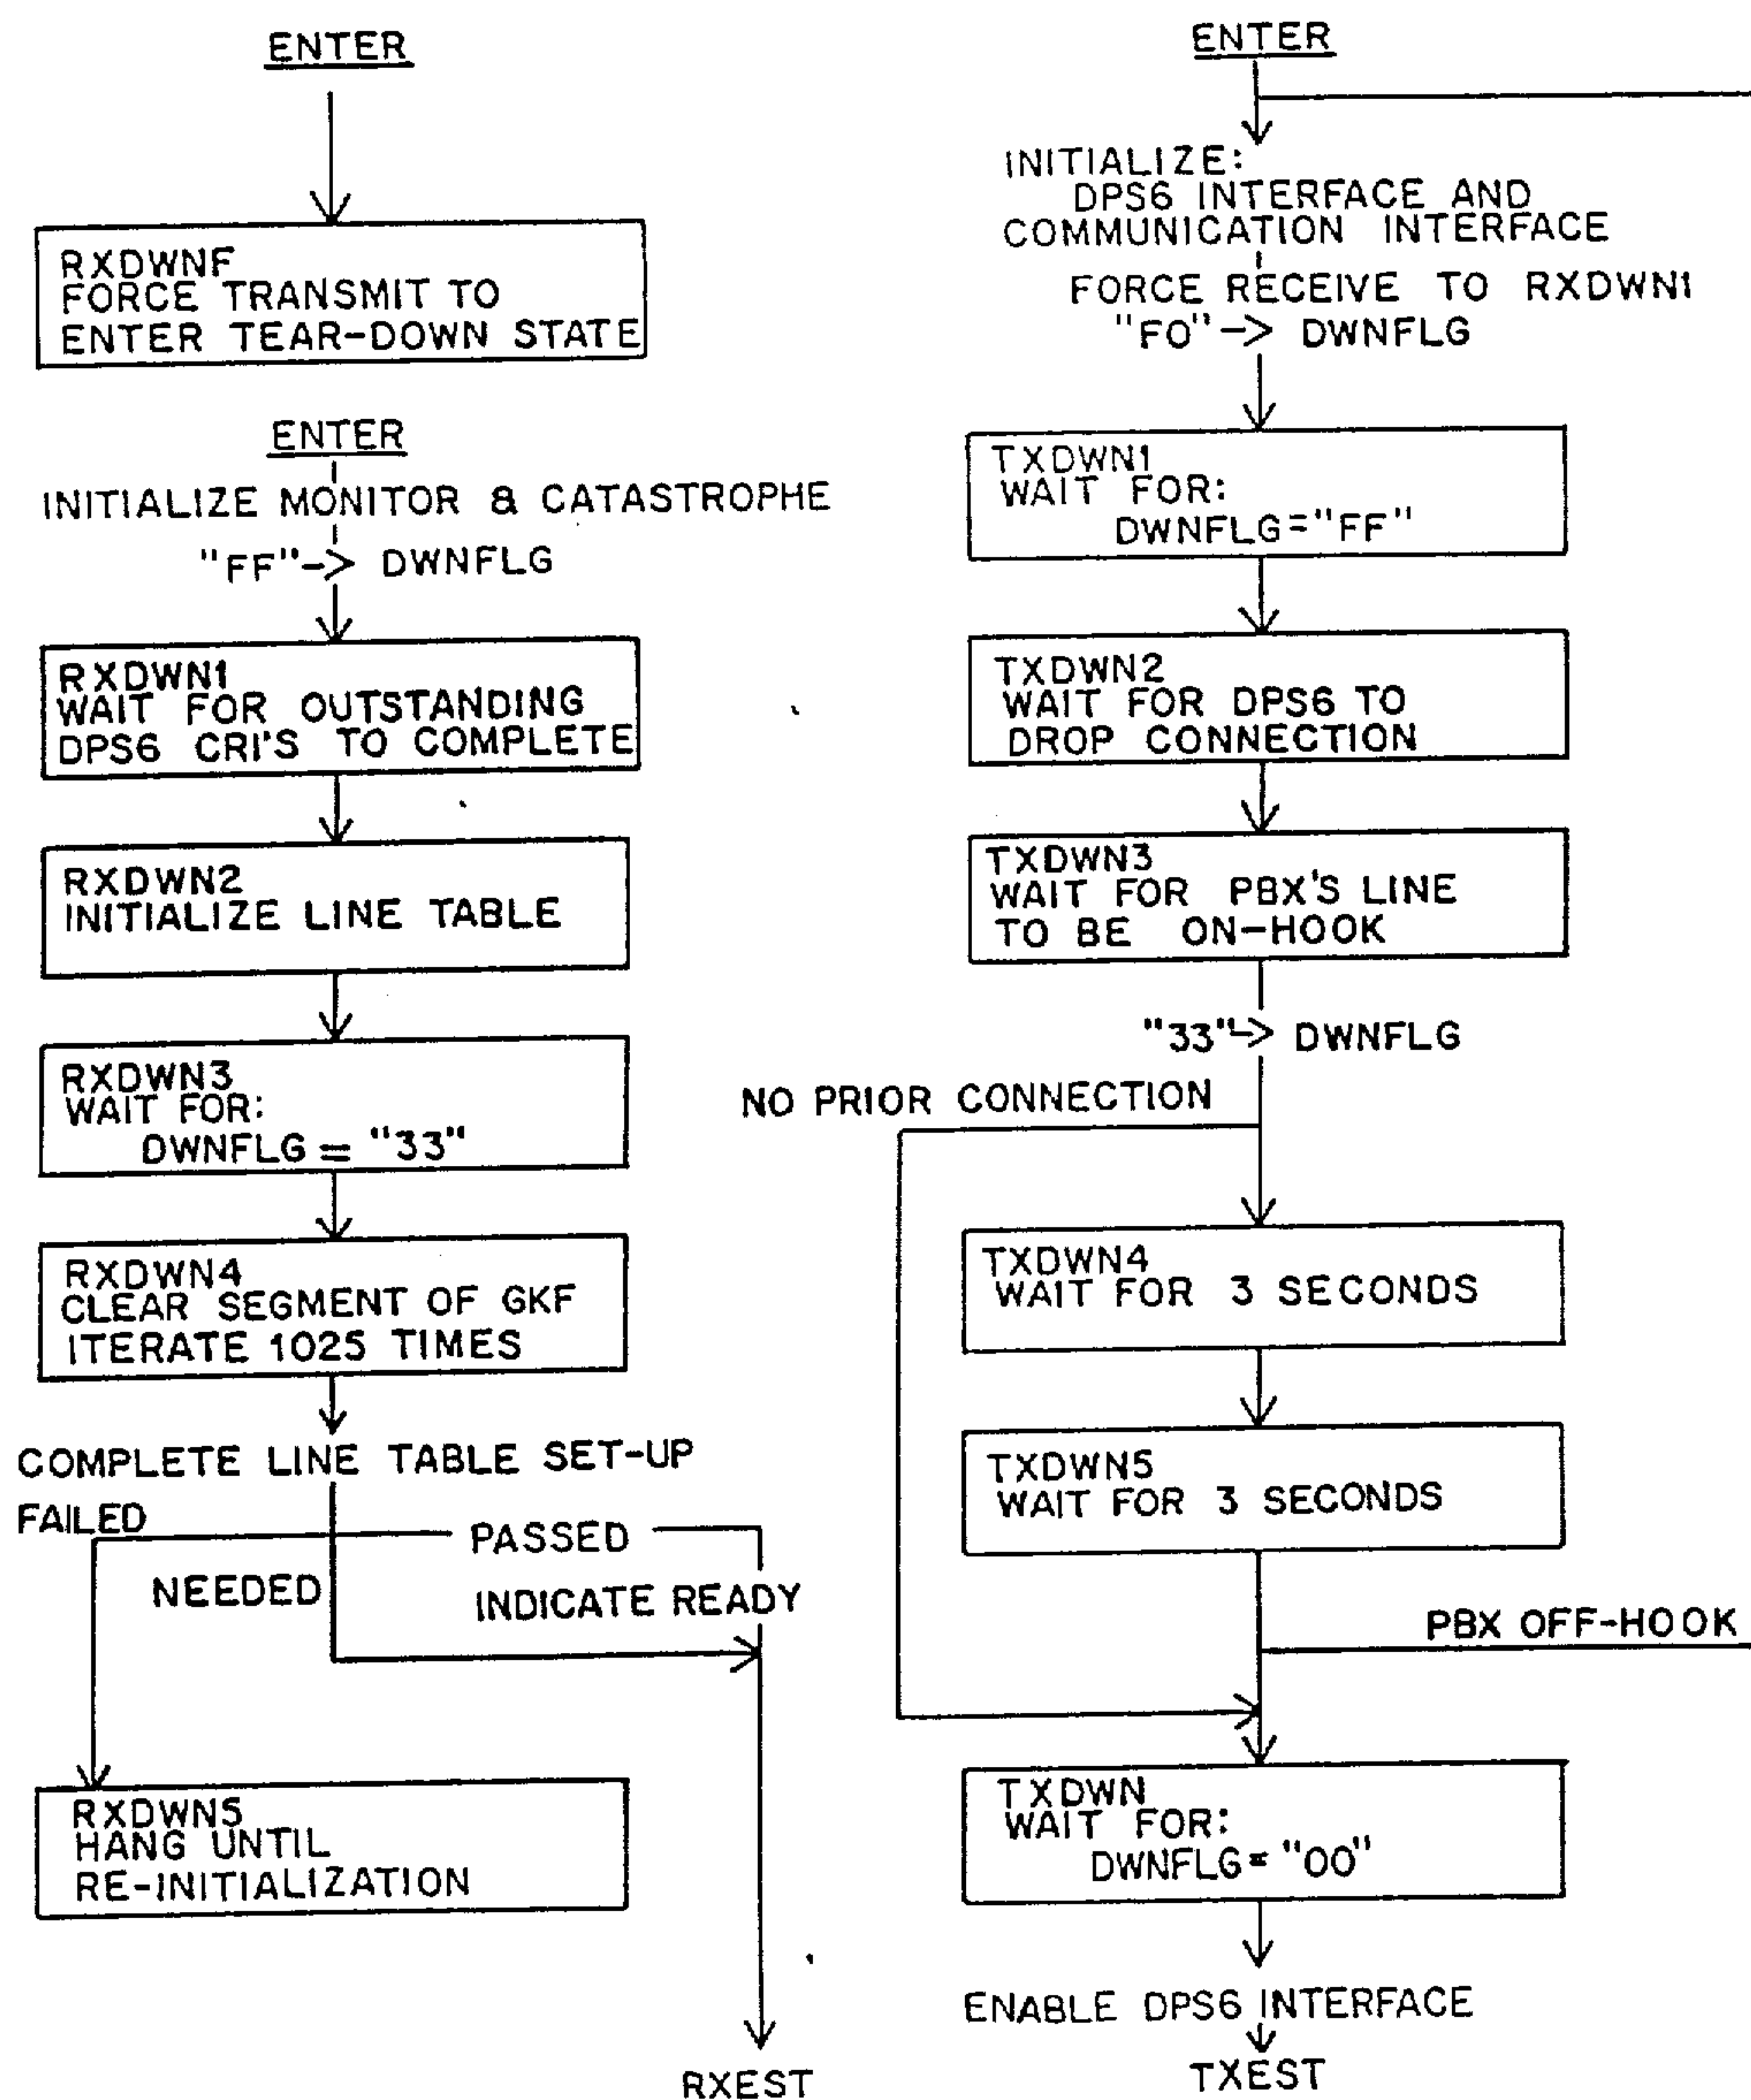 ENTER
RXDWNF
FORCE TRANSMIT TO
ENTER TEAR-DOWN STATE
ENTER
INITIALIZE MONITOR & CATASTROPHE
"FF"-> DWNFLG
RXDWN1
WAIT FOR OUTSTANDING
DPS6 CRI'S TO COMPLETE
RXDWN2
INITIALIZE LINE TABLE
RXDWN3
WAIT FOR:
DWNFLG = "33"
RXDWN4
CLEAR SEGMENT OF GKF
ITERATE 1025 TIMES
COMPLETE LINE TABLE SET-UP
FAILED
PASSED
NEEDED
INDICATE READY
RXDWN5
HANG UNTIL
RE-INITIALIZATION
RXEST
ENTER
INITIALIZE:
DPS6 INTERFACE AND
COMMUNICATION INTERFACE
FORCE RECEIVE TO RXDWN1
"F0"-> DWNFLG
TXDWN1
WAIT FOR:
DWNFLG="FF"
TXDWN2
WAIT FOR DPS6 TO
DROP CONNECTION
TXDWN3
WAIT FOR PBX'S LINE
TO BE ON-HOOK
"33"-> DWNFLG
NO PRIOR CONNECTION
TXDWN4
WAIT FOR 3 SECONDS
TXDWN5
WAIT FOR 3 SECONDS
PBX OFF-HOOK
TXDWN
WAIT FOR:
DWNFLG= "00"
ENABLE DPS6 INTERFACE
TXEST